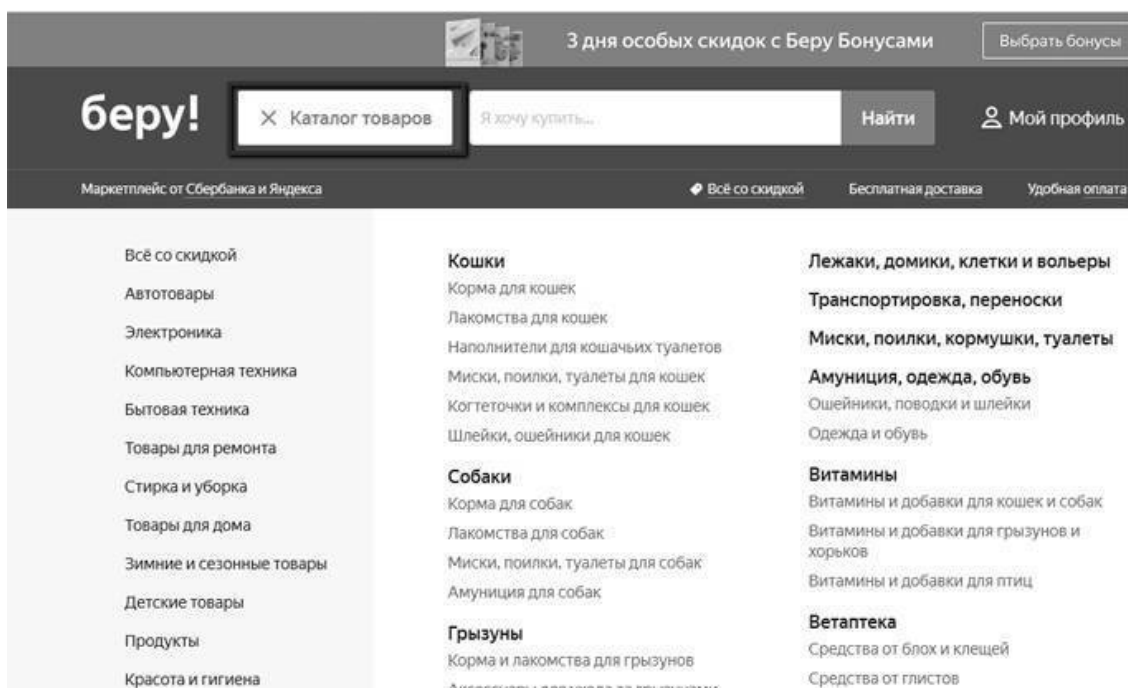 3 дня особых скидок с Беру Бонусами
Выбрать бонусы
беру!
Каталог товаров
Я хочу купить...
Найти
Мой профиль
Маркетплейс от Сбербанка и Яндекса
Всё со скидкой
Бесплатная доставка
Удобная оплата
Всё со скидкой
Автотовары
Электроника
Компьютерная техника
Бытовая техника
Товары для ремонта
Стирка и уборка
Товары для дома
Зимние и сезонные товары
Детские товары
Продукты
Красота и гигиена
Кошки
Корма для кошек
Лакомства для кошек
Наполнители для кошачьих туалетов
Миски, поилки, туалеты для кошек
Когтеточки и комплексы для кошек
Шлейки, ошейники для кошек
Собаки
Корма для собак
Лакомства для собак
Миски, поилки, туалеты для собак
Амуниция для собак
Грызуны
Корма и лакомства для грызунов
Лежаки, домики, клетки и вольеры
Транспортировка, переноски
Миски, поилки, кормушки, туалеты
Амуниция, одежда, обувь
Ошейники, поводки и шлейки
Одежда и обувь
Витамины
Витамины и добавки для кошек и собак
Витамины и добавки для грызунов и
хорьков
Витамины и добавки для птиц
Ветаптека
Средства от блох и клещей
Средства от глистов